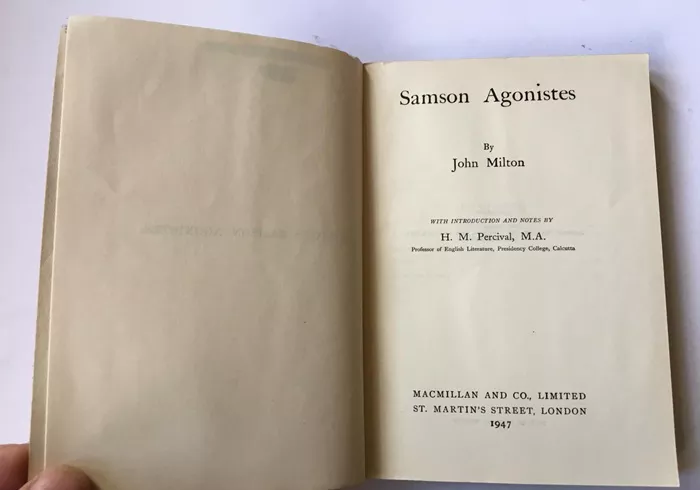 Samson Agonistes
By
John Milton
WITH INTRODUCTION AND NOTES BY
H. M. Percival, M.A.
Professor of English Literature, Presidency College, Calcutta
MACMILLAN AND CO., LIMITED
ST. MARTIN'S STREET, LONDON
1947